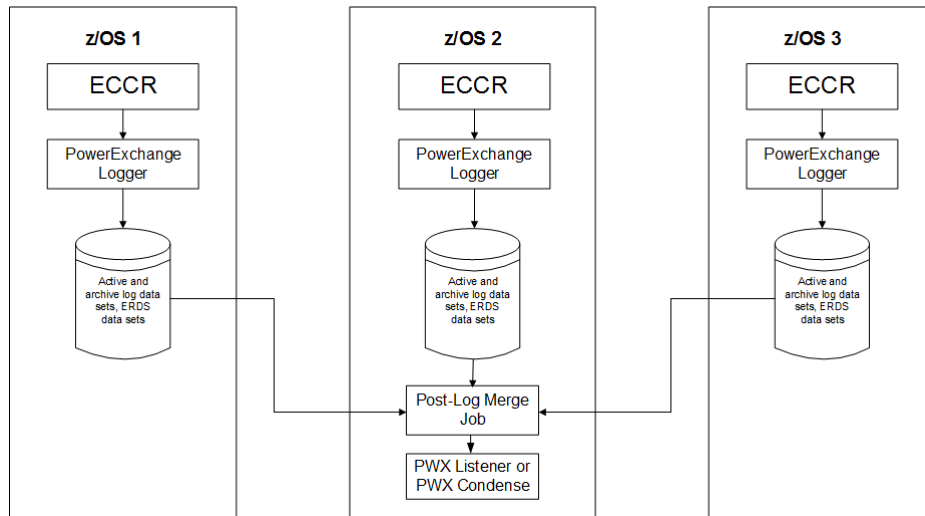 z/OS 1
ECCR
PowerExchange
Logger
Active and
archive log data
sets, ERDS
data sets
z/OS 2
ECCR
PowerExchange
Logger
Active and
archive log data
sets, ERDS
data sets
Post-Log Merge
Job
PWX Listener or
PWX Condense
z/OS 3
ECCR
PowerExchange
Logger
Active and
archive log data
sets, ERDS
data sets